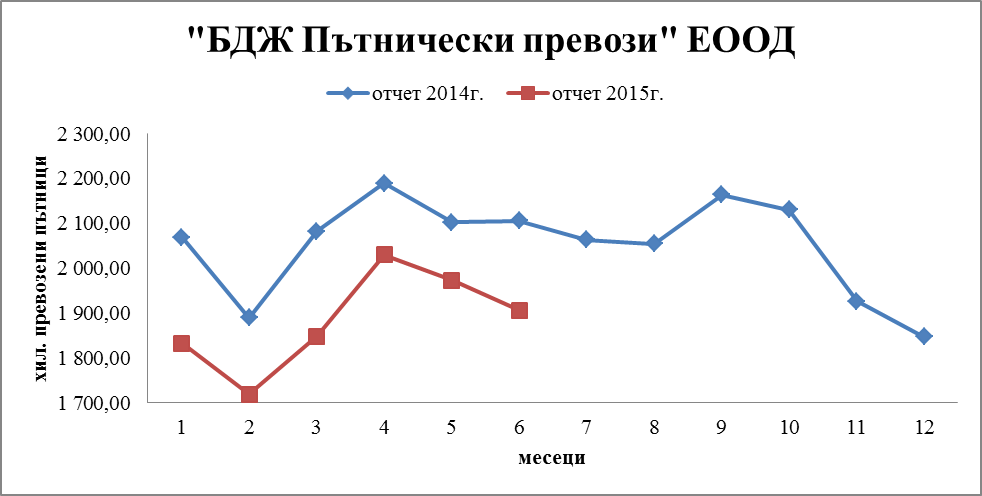 "БДЖ Пътнически превози" ЕООД
отчет 2014г. отчет 2015г.
хил. превозени пътници
2 300,00
2 200,00
2 100,00
2 000,00
1 900,00
1 800,00
1 700,00
1 2 3 4 5 6 7 8 9 10 11 12
месеци